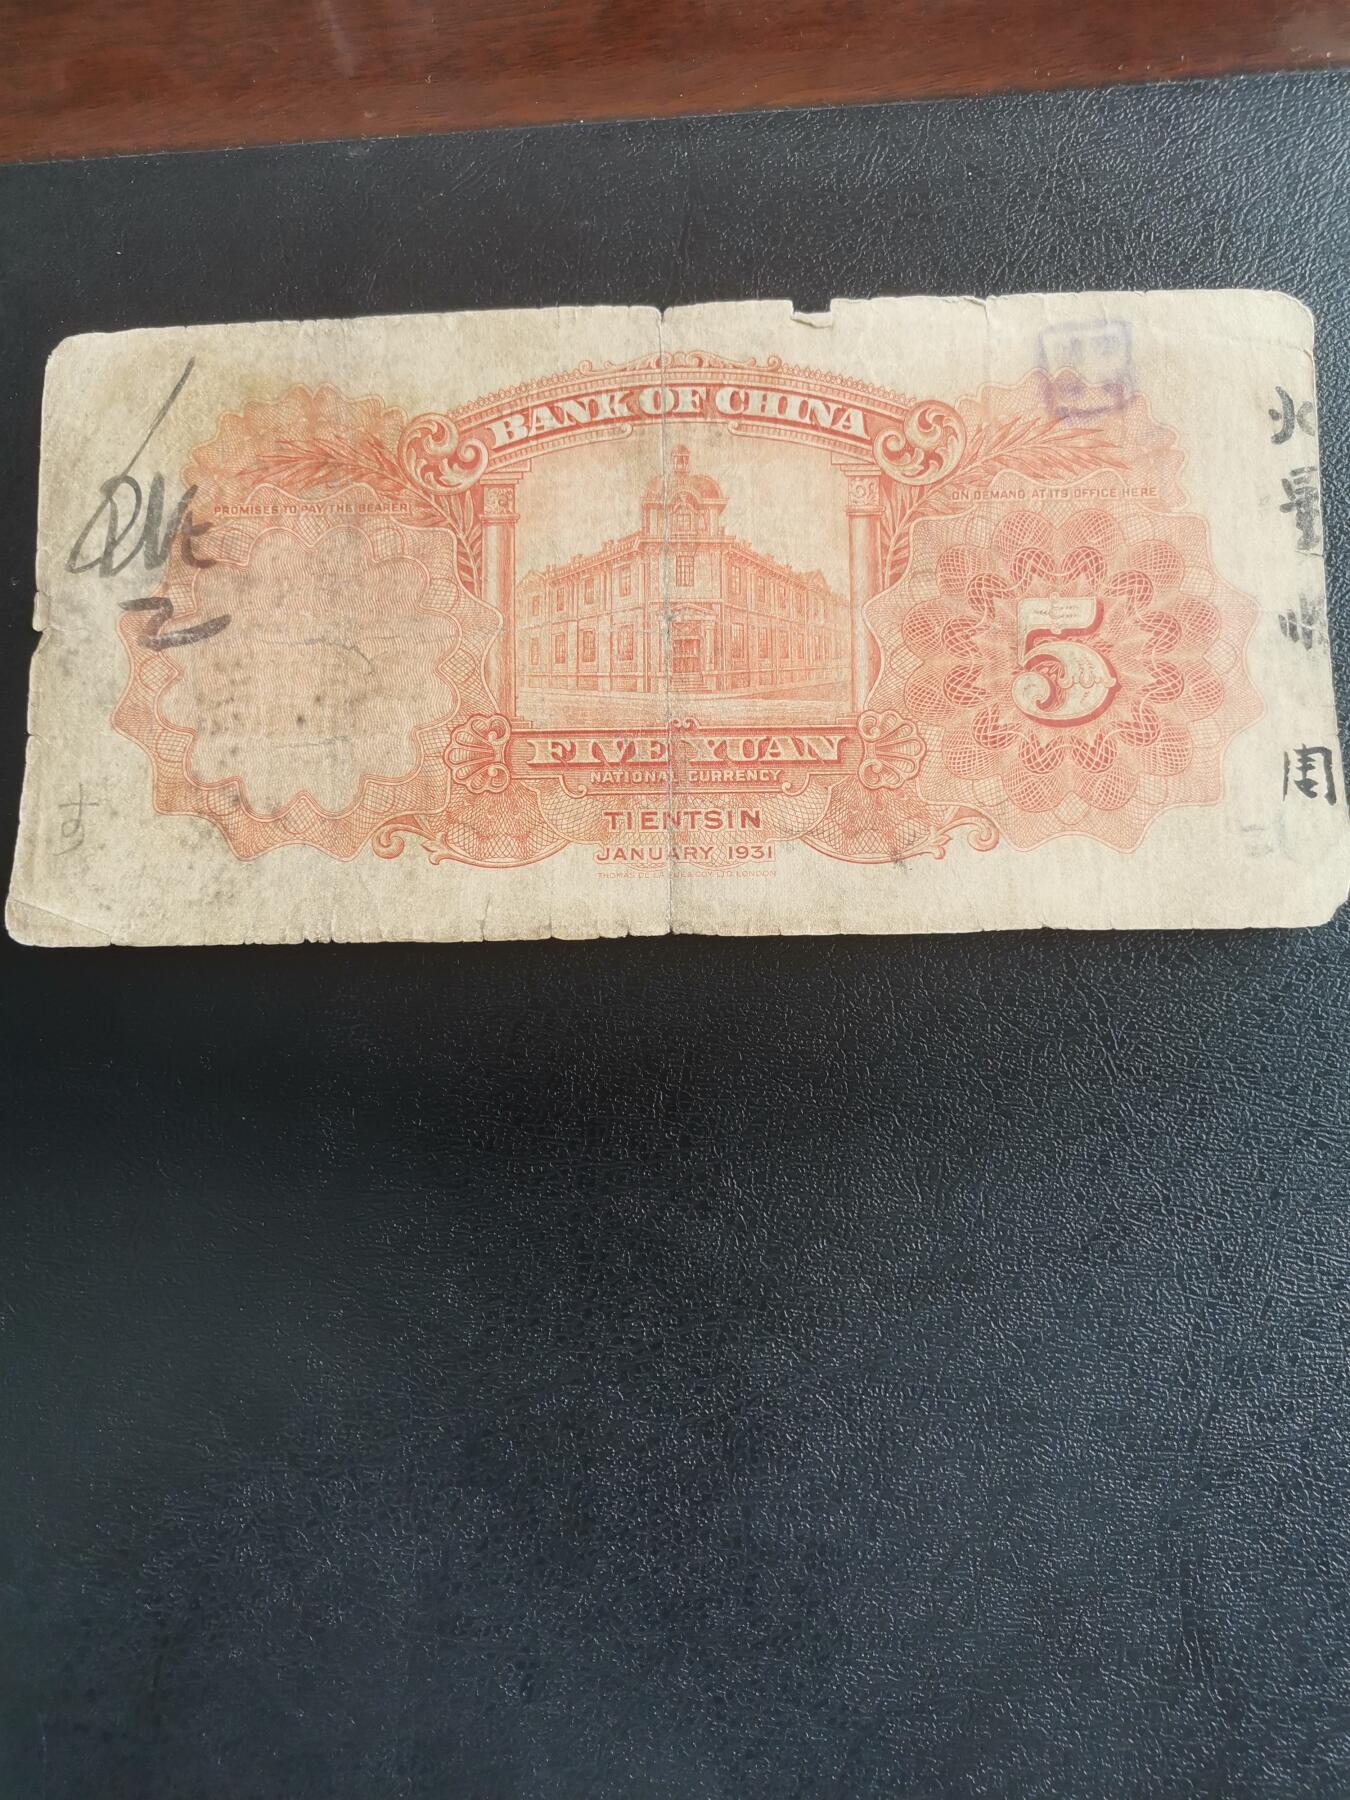 BANK OF CHINA
PROMISES TO PAY THE BEARER
ON DEMAND AT ITS OFFICE HERE
5
FIVE YUAN
NATIONAL CURRENCY
TIENTSIN
JANUARY 1931
THOMAS DE LA RUE & COY. LTD. LONDON